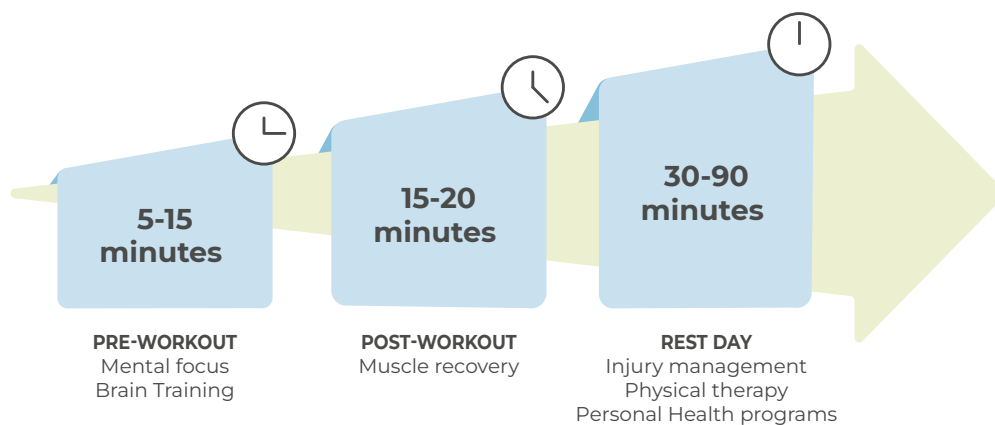 5-15
minutes
PRE-WORKOUT
Mental focus
Brain Training
15-20
minutes
POST-WORKOUT
Muscle recovery
30-90
minutes
REST DAY
Injury management
Physical therapy
Personal Health programs